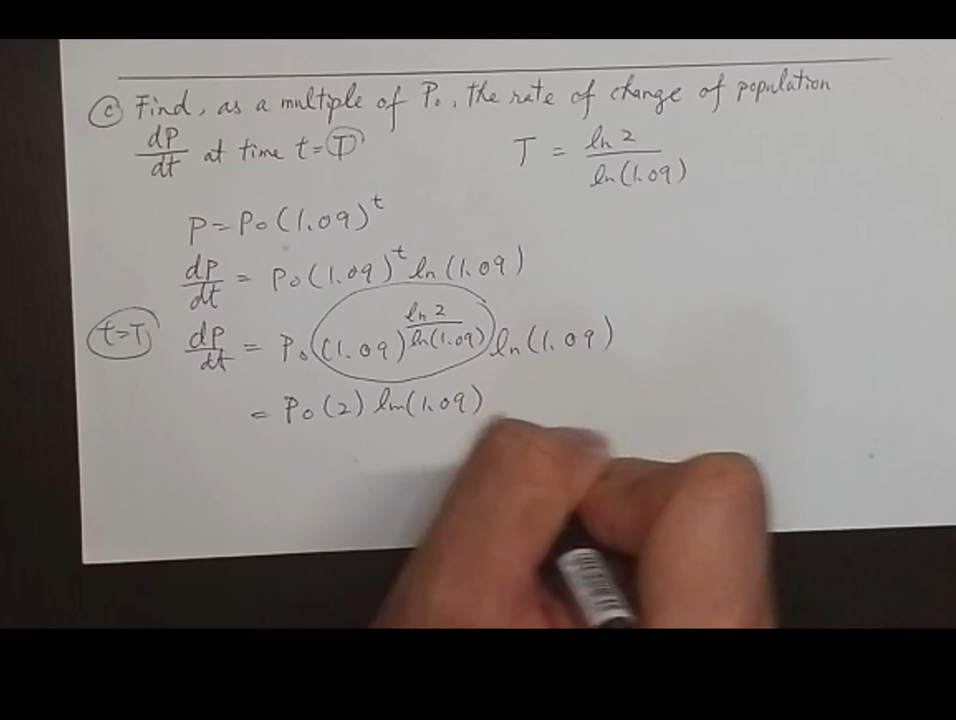 (c) Find, as a multiple of P₀, the rate of change of population
dP/dt at time t=T
T = ln 2 / ln(1.09)
P=P₀(1.09)^t
dP/dt = P₀(1.09)^t ln(1.09)
t=T dP/dt = P₀(1.09)^(ln 2 / ln(1.09)) ln(1.09)
= P₀(2) ln(1.09)